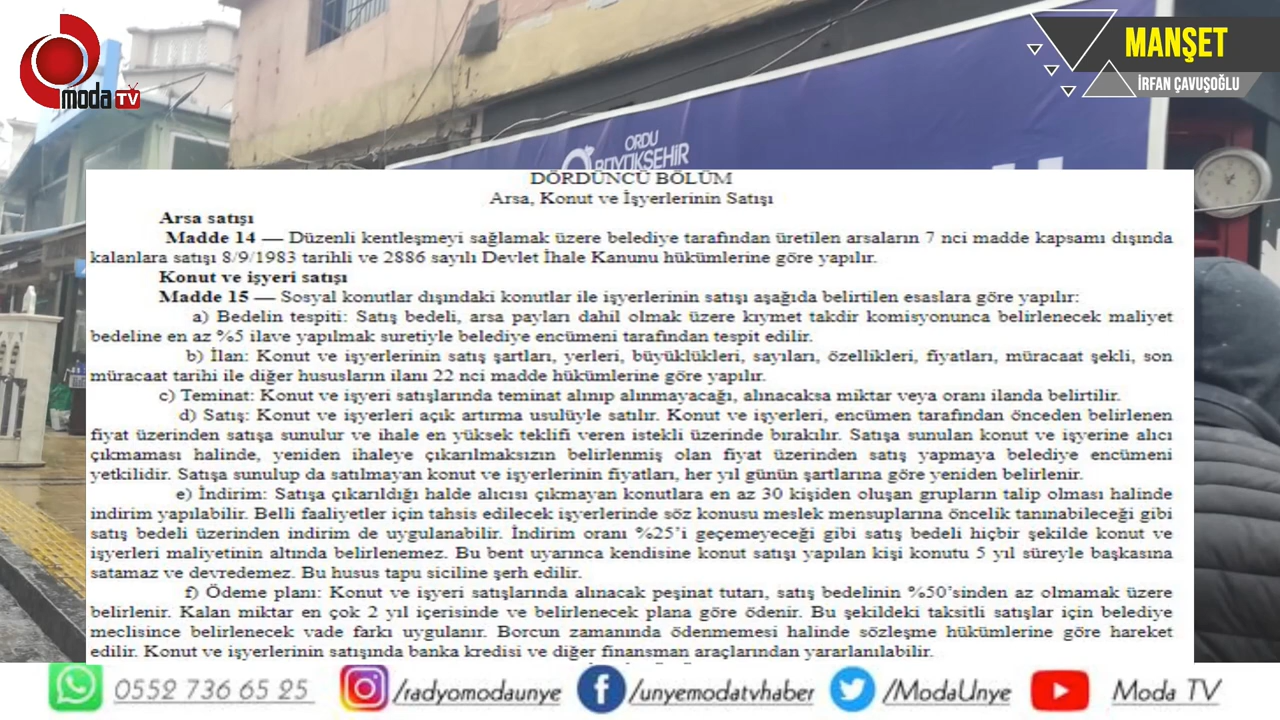 moda TV
MANŞET
İRFAN ÇAVUŞOĞLU
ORDU
BÜYÜKŞEHİR
DÖRDÜNCÜ BÖLÜM
Arsa, Konut ve İşyerlerinin Satışı
Arsa satışı
Madde 14 — Düzenli kentleşmeyi sağlamak üzere belediye tarafından üretilen arsaların 7 nci madde kapsamı dışında
kalanlara satışı 8/9/1983 tarihli ve 2886 sayılı Devlet İhale Kanunu hükümlerine göre yapılır.
Konut ve işyeri satışı
Madde 15 — Sosyal konutlar dışındaki konutlar ile işyerlerinin satışı aşağıda belirtilen esaslara göre yapılır:
a) Bedelin tespiti: Satış bedeli, arsa payları dahil olmak üzere kıymet takdir komisyonunca belirlenecek maliyet
bedeline en az %5 ilave yapılmak suretiyle belediye encümeni tarafından tespit edilir.
b) İlan: Konut ve işyerlerinin satış şartları, yerleri, büyüklükleri, sayıları, özellikleri, fiyatları, müracaat şekli, son
müracaat tarihi ile diğer hususların ilanı 22 nci madde hükümlerine göre yapılır.
c) Teminat: Konut ve işyeri satışlarında teminat alınıp alınmayacağı, alınacaksa miktar veya oranı ilanda belirtilir.
d) Satış: Konut ve işyerleri açık artırma usulüyle satılır. Konut ve işyerleri, encümen tarafından önceden belirlenen
fiyat üzerinden satışa sunulur ve ihale en yüksek teklifi veren istekli üzerinde bırakılır. Satışa sunulan konut ve işyerine alıcı
çıkmaması halinde, yeniden ihaleye çıkarılmaksızın belirlenmiş olan fiyat üzerinden satış yapmaya belediye encümeni
yetkilidir. Satışa sunulup da satılmayan konut ve işyerlerinin fiyatları, her yıl günün şartlarına göre yeniden belirlenir.
e) İndirim: Satışa çıkarıldığı halde alıcısı çıkmayan konutlara en az 30 kişiden oluşan grupların talip olması halinde
indirim yapılabilir. Belli faaliyetler için tahsis edilecek işyerlerinde söz konusu meslek mensuplarına öncelik tanınabileceği gibi
satış bedeli üzerinden indirim de uygulanabilir. İndirim oranı %25'i geçemeyeceği gibi satış bedeli hiçbir şekilde konut ve
işyerleri maliyetinin altında belirlenemez. Bu bent uyarınca kendisine konut satışı yapılan kişi konutu 5 yıl süreyle başkasına
satamaz ve devredemez. Bu husus tapu siciline şerh edilir.
f) Ödeme planı: Konut ve işyeri satışlarında alınacak peşinat tutarı, satış bedelinin %50'sinden az olmamak üzere
belirlenir. Kalan miktar en çok 2 yıl içerisinde ve belirlenecek plana göre ödenir. Bu şekildeki taksitli satışlar için belediye
meclisince belirlenecek vade farkı uygulanır. Borcun zamanında ödenmemesi halinde sözleşme hükümlerine göre hareket
edilir. Konut ve işyerlerinin satışında banka kredisi ve diğer finansman araçlarından yararlanılabilir.
0552 736 65 25
/radyomodaunye
/unyemodatvhaber
/ModaUnye
Moda TV